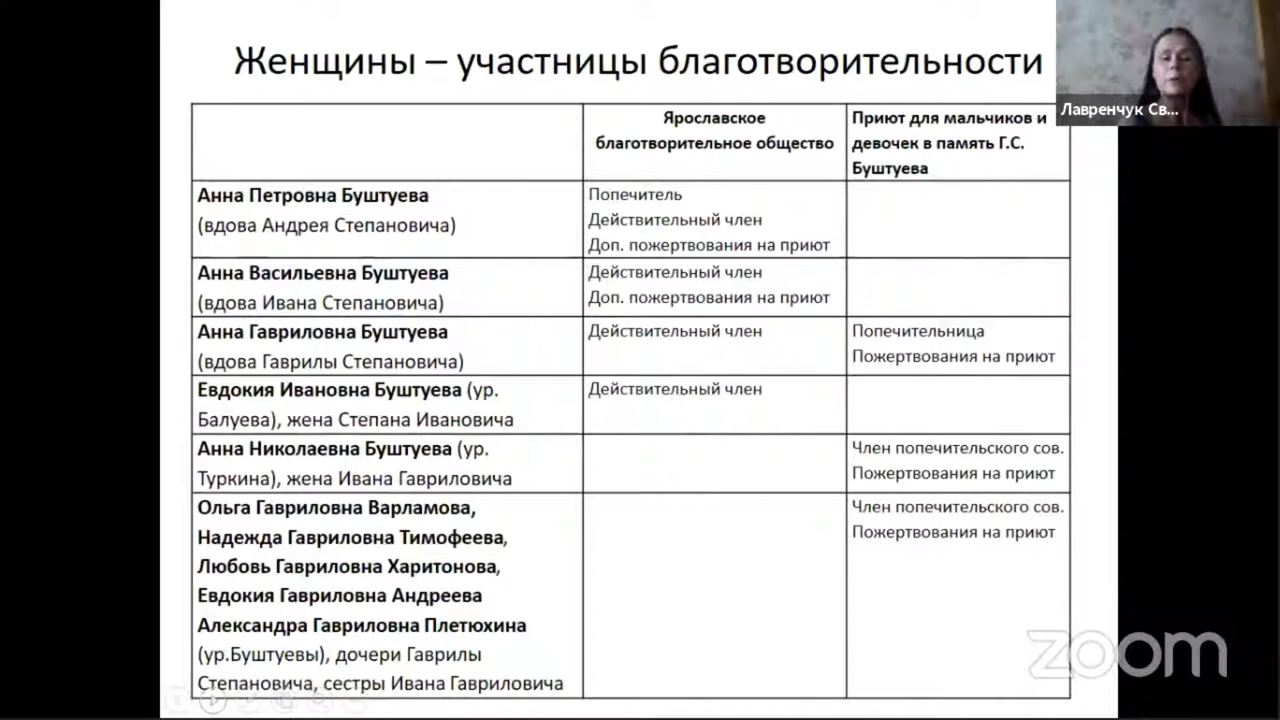 Женщины – участницы благотворительности
Лавренчук Св...
Ярославское
благотворительное общество
Приют для мальчиков и
девочек в память Г.С.
Буштуева
Анна Петровна Буштуева
(вдова Андрея Степановича)
Попечитель
Действительный член
Доп. пожертвования на приют
Анна Васильевна Буштуева
(вдова Ивана Степановича)
Действительный член
Доп. пожертвования на приют
Анна Гавриловна Буштуева
(вдова Гаврилы Степановича)
Действительный член
Попечительница
Пожертвования на приют
Евдокия Ивановна Буштуева (ур.
Балуева), жена Степана Ивановича
Действительный член
Анна Николаевна Буштуева (ур.
Туркина), жена Ивана Гавриловича
Член попечительского сов.
Пожертвования на приют
Ольга Гавриловна Варламова,
Надежда Гавриловна Тимофеева,
Любовь Гавриловна Харитонова,
Евдокия Гавриловна Андреева
Александра Гавриловна Плетюхина
(ур.Буштуевы), дочери Гаврилы
Степановича, сестры Ивана Гавриловича
Член попечительского сов.
Пожертвования на приют
zoom